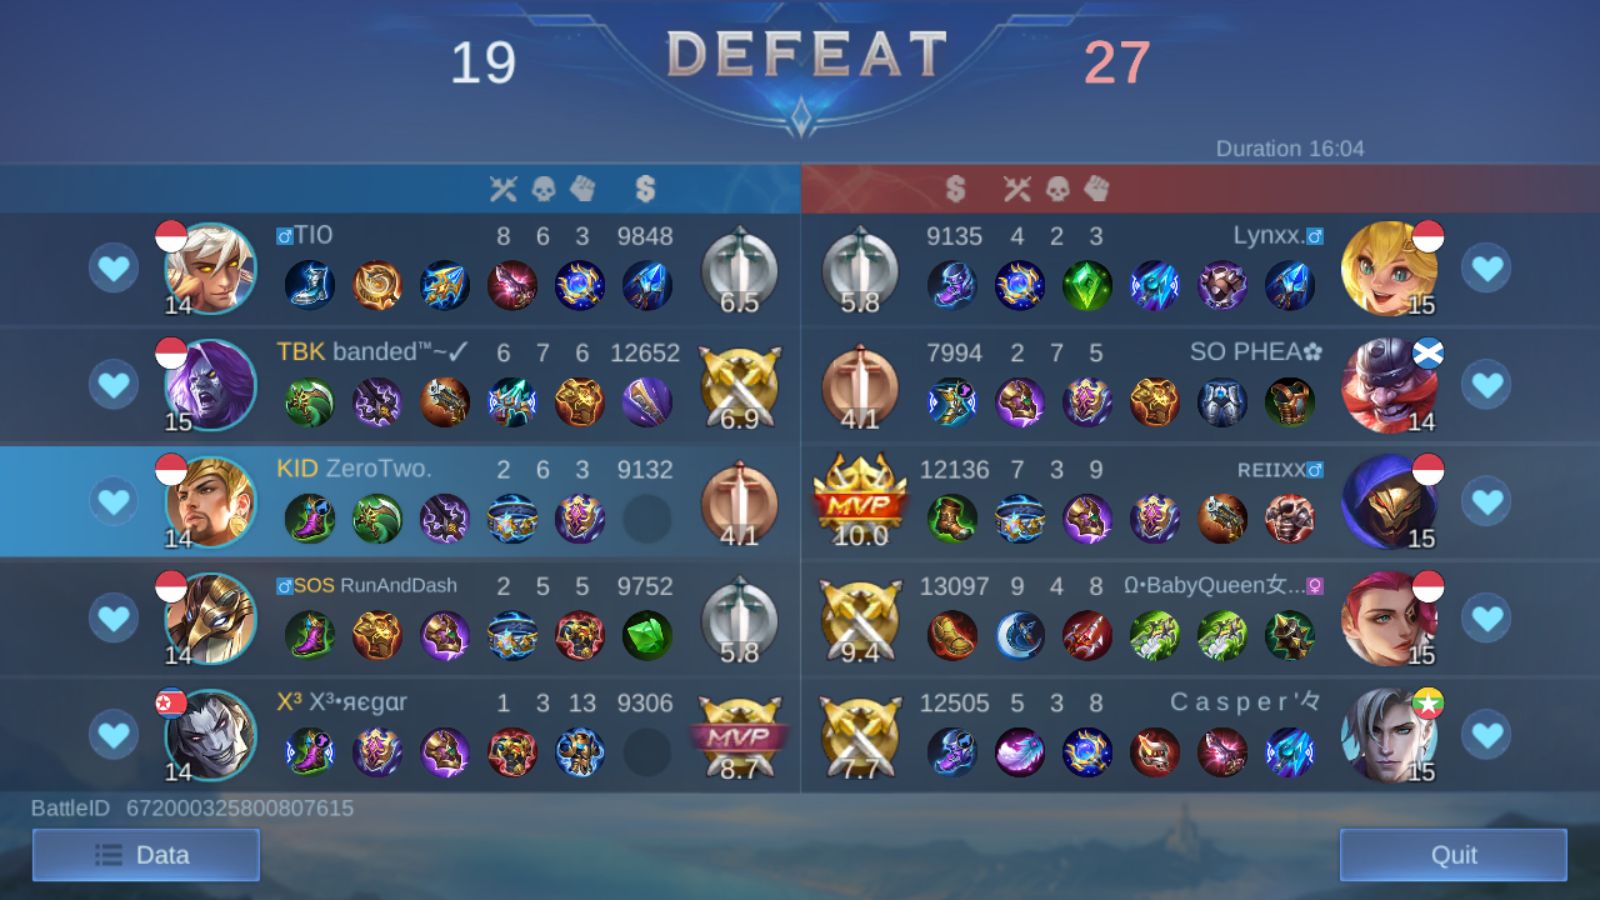 19 DEFEAT 27
Duration 16:04
♂TIO 8 6 3 9848
14 6.5
5.8 9135 4 2 3 Lynxx.♂
15
TBK banded™~✓ 6 7 6 12652
15 6.9
4.1 7994 2 7 5 SO PHEA✿
14
KID ZeroTwo. 2 6 3 9132
14 4.1
MVP 10.0 12136 7 3 9 REIIXX♂
15
♂SOS RunAndDash 2 5 5 9752
14 5.8
9.4 13097 9 4 8 Ω•BabyQueen女...♀
15
X³ X³•яєgαr 1 3 13 9306
14 MVP 8.7
7.7 12505 5 3 8 Casper'々
15
BattleID 672000325800807615
Data
Quit